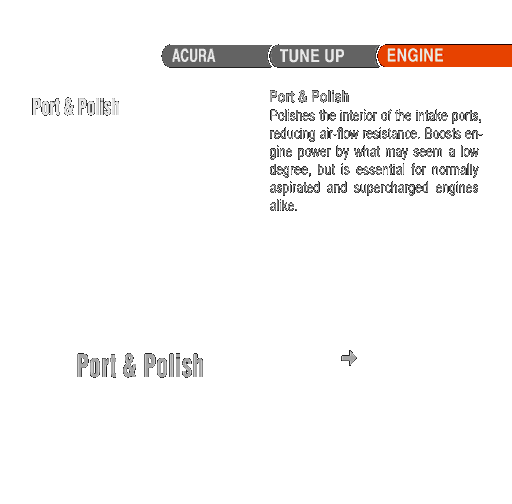 ACURA TUNE UP ENGINE
Port & Polish
Port & Polish
Polishes the interior of the intake ports,
reducing air-flow resistance. Boosts en-
gine power by what may seem a low
degree, but is essential for normally
aspirated and supercharged engines
alike.
Port & Polish